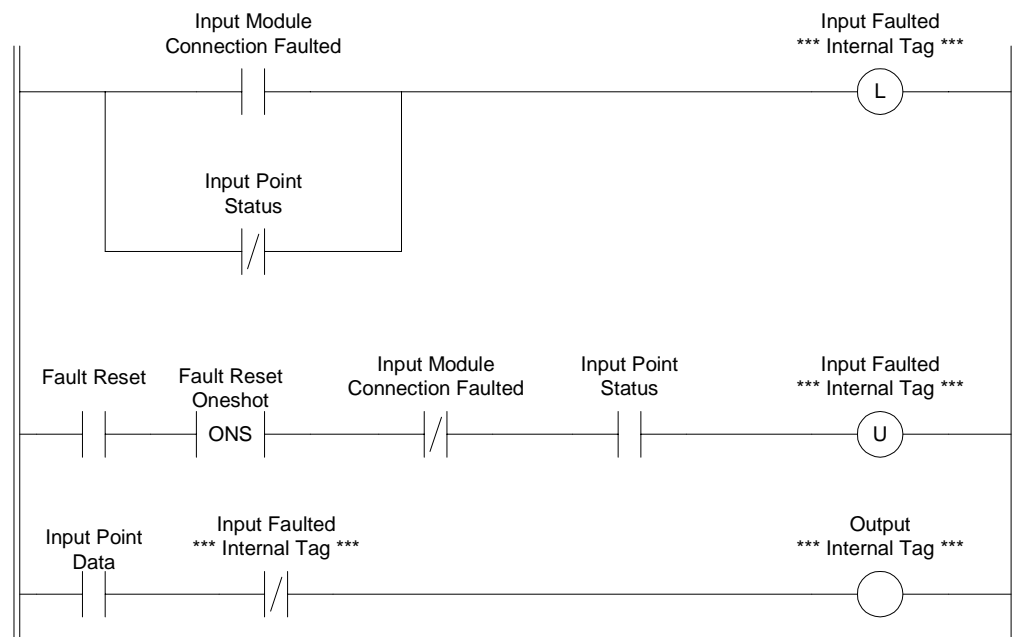 Input Module
Connection Faulted
Input Faulted
*** Internal Tag ***
L
Input Point
Status
Fault Reset
Fault Reset
Oneshot
ONS
Input Module
Connection Faulted
Input Point
Status
Input Faulted
*** Internal Tag ***
U
Input Point
Data
Input Faulted
*** Internal Tag ***
Output
*** Internal Tag ***